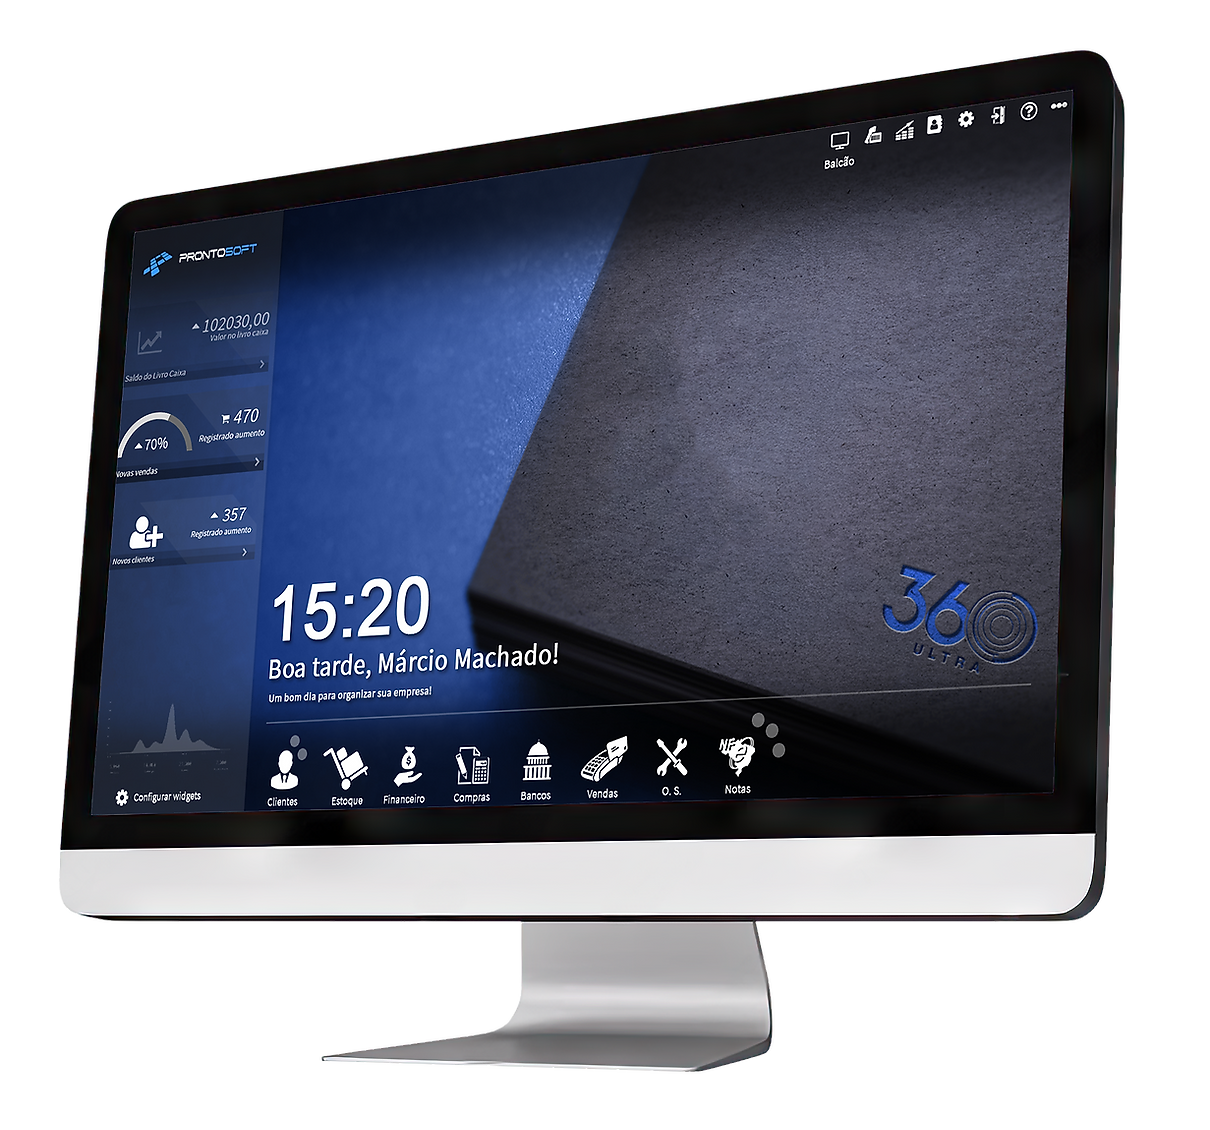 Balcão
PRONTOSOFT
102030,00
Valor no livro caixa
Saldo do Livro Caixa
470
70%
Registrado aumento
Novas vendas
357
Registrado aumento
Novos clientes
360
ULTRA
15:20
Boa tarde, Márcio Machado!
Um bom dia para organizar sua empresa!
Configurar widgets
Clientes
Estoque
Financeiro
Compras
Bancos
Vendas
O. S.
NF
Notas